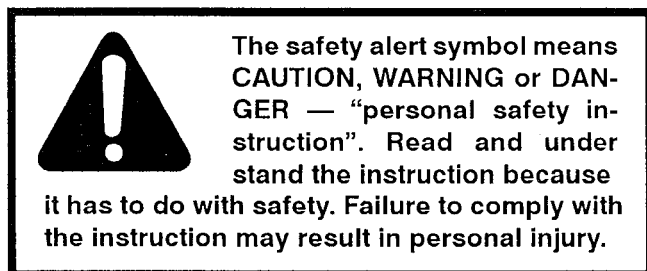 The safety alert symbol means
CAUTION, WARNING or DAN-
GER — “personal safety in-
struction”. Read and under
stand the instruction because
it has to do with safety. Failure to comply with
the instruction may result in personal injury.